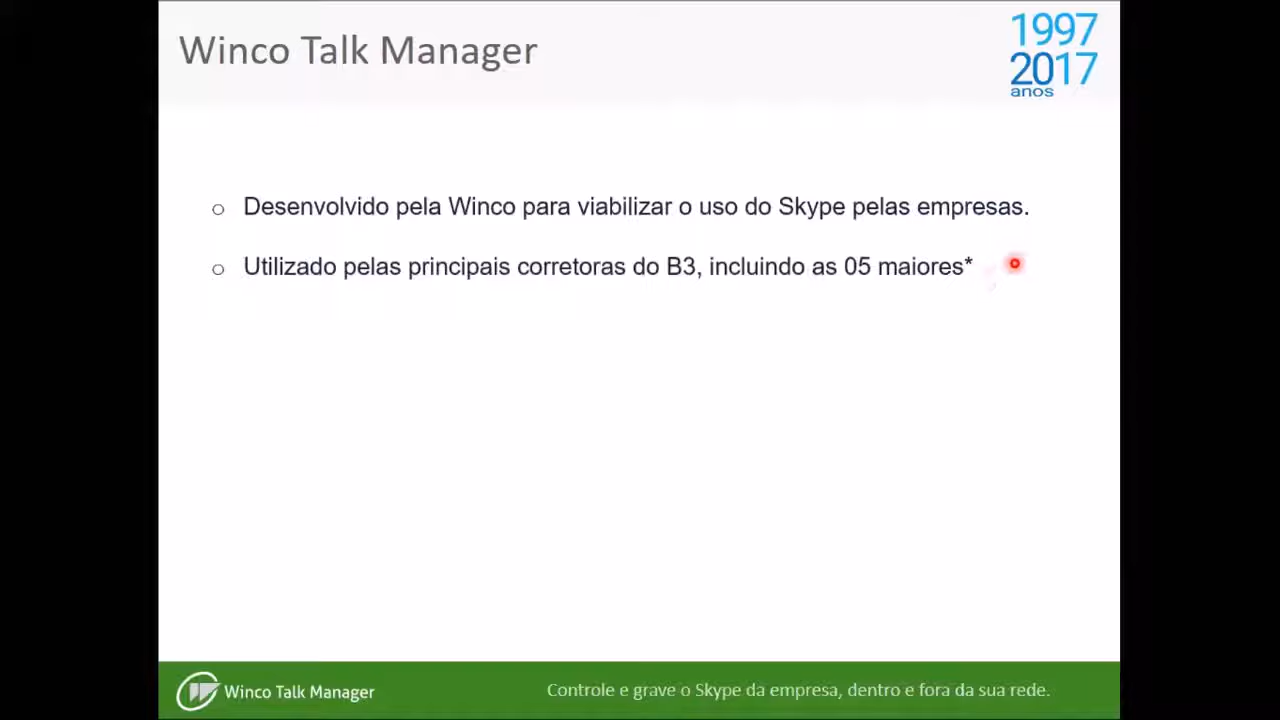 Winco Talk Manager
1997
2017
anos
Desenvolvido pela Winco para viabilizar o uso do Skype pelas empresas.
Utilizado pelas principais corretoras do B3, incluindo as 05 maiores*
Winco Talk Manager
Controle e grave o Skype da empresa, dentro e fora da sua rede.